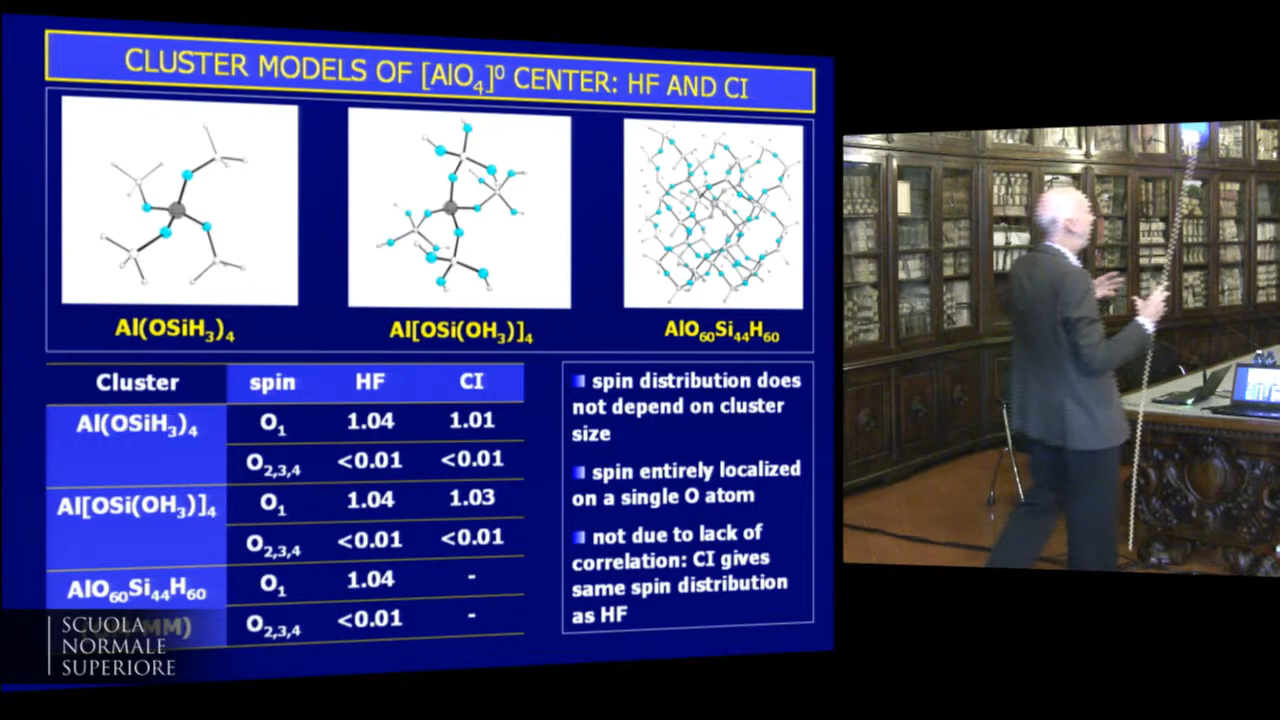 CLUSTER MODELS OF [AlO₄]⁰ CENTER: HF AND CI
Al(OSiH₃)₄
Al[OSi(OH₃)]₄
AlO₆₀Si₄₄H₆₀
Cluster spin HF CI
Al(OSiH₃)₄ O₁ 1.04 1.01
O₂,₃,₄ <0.01 <0.01
Al[OSi(OH₃)]₄ O₁ 1.04 1.03
O₂,₃,₄ <0.01 <0.01
AlO₆₀Si₄₄H₆₀ O₁ 1.04 -
MM) O₂,₃,₄ <0.01 -
spin distribution does
not depend on cluster
size
spin entirely localized
on a single O atom
not due to lack of
correlation: CI gives
same spin distribution
as HF
SCUOLA
NORMALE
SUPERIORE